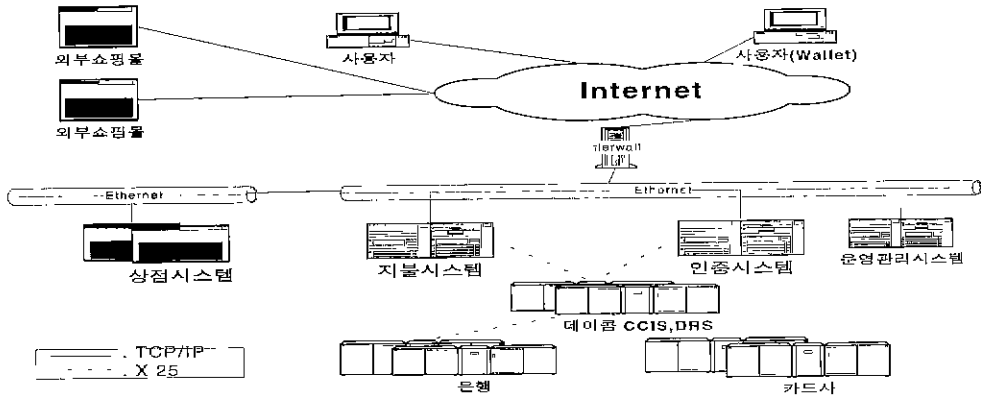 외부쇼핑몰
사용자
사용자(Wallet)
외부쇼핑몰
Internet
Ethernet
Ethernet
상점시스템
지불시스템
인증시스템
운영관리시스템
데이콤 CCIS,DRS
TCP/IP
X 25
은행
카드사